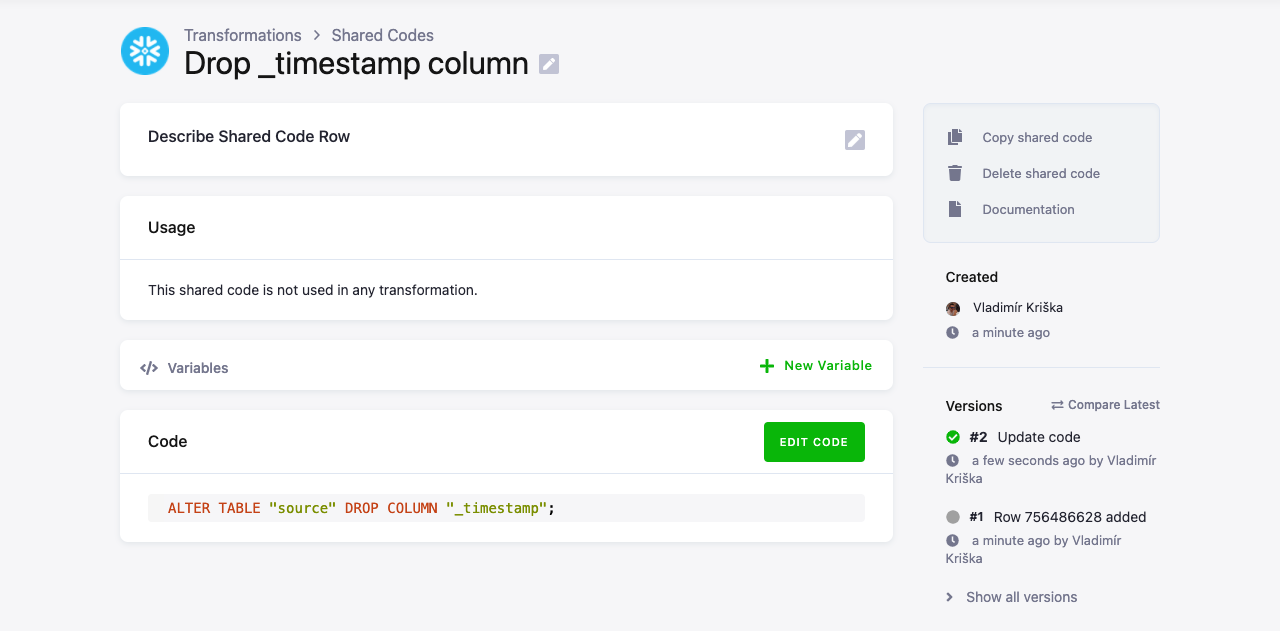 Transformations > Shared Codes
Drop _timestamp column
Describe Shared Code Row
Usage
This shared code is not used in any transformation.
</> Variables
New Variable
Code
EDIT CODE
ALTER TABLE "source" DROP COLUMN "_timestamp";
Copy shared code
Delete shared code
Documentation
Created
Vladimír Kriška
a minute ago
Versions
Compare Latest
#2 Update code
a few seconds ago by Vladimír
Kriška
#1 Row 756486628 added
a minute ago by Vladimír
Kriška
Show all versions